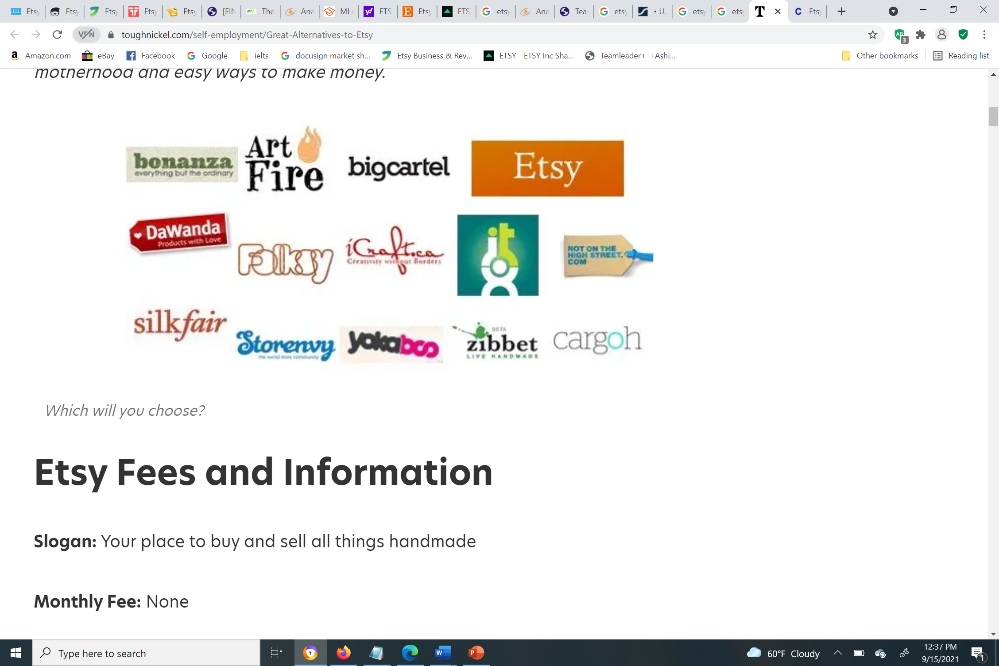 Etsy Etsy Etsy Etsy Etsy [FIN PM The Ana ML ETS Etsy ETS etsy Ana Tea etsy • U. etsy etsy T Etsy
VPN toughnickel.com/self-employment/Great-Alternatives-to-Etsy AB 3
Amazon.com eBay Facebook Google ielts docusign market sh... Etsy Business & Rev... ETSY - ETSY Inc Sha... Teamleader+-+Ashi... Other bookmarks Reading list
motherhood and easy ways to make money.
bonanza
everything but the ordinary
Art
Fire
bigcartel
Etsy
DaWanda
Products with Love
Folksy
iCraft.ca
Creativity without Borders
NOT ON THE
HIGH STREET.
COM
silkfair
Storenvy
the social store community
yokaboo
BETA
zibbet
LIVE HANDMADE
cargoh
Which will you choose?
Etsy Fees and Information
Slogan: Your place to buy and sell all things handmade
Monthly Fee: None
Type here to search
60°F Cloudy
12:37 PM
9/15/2021
1